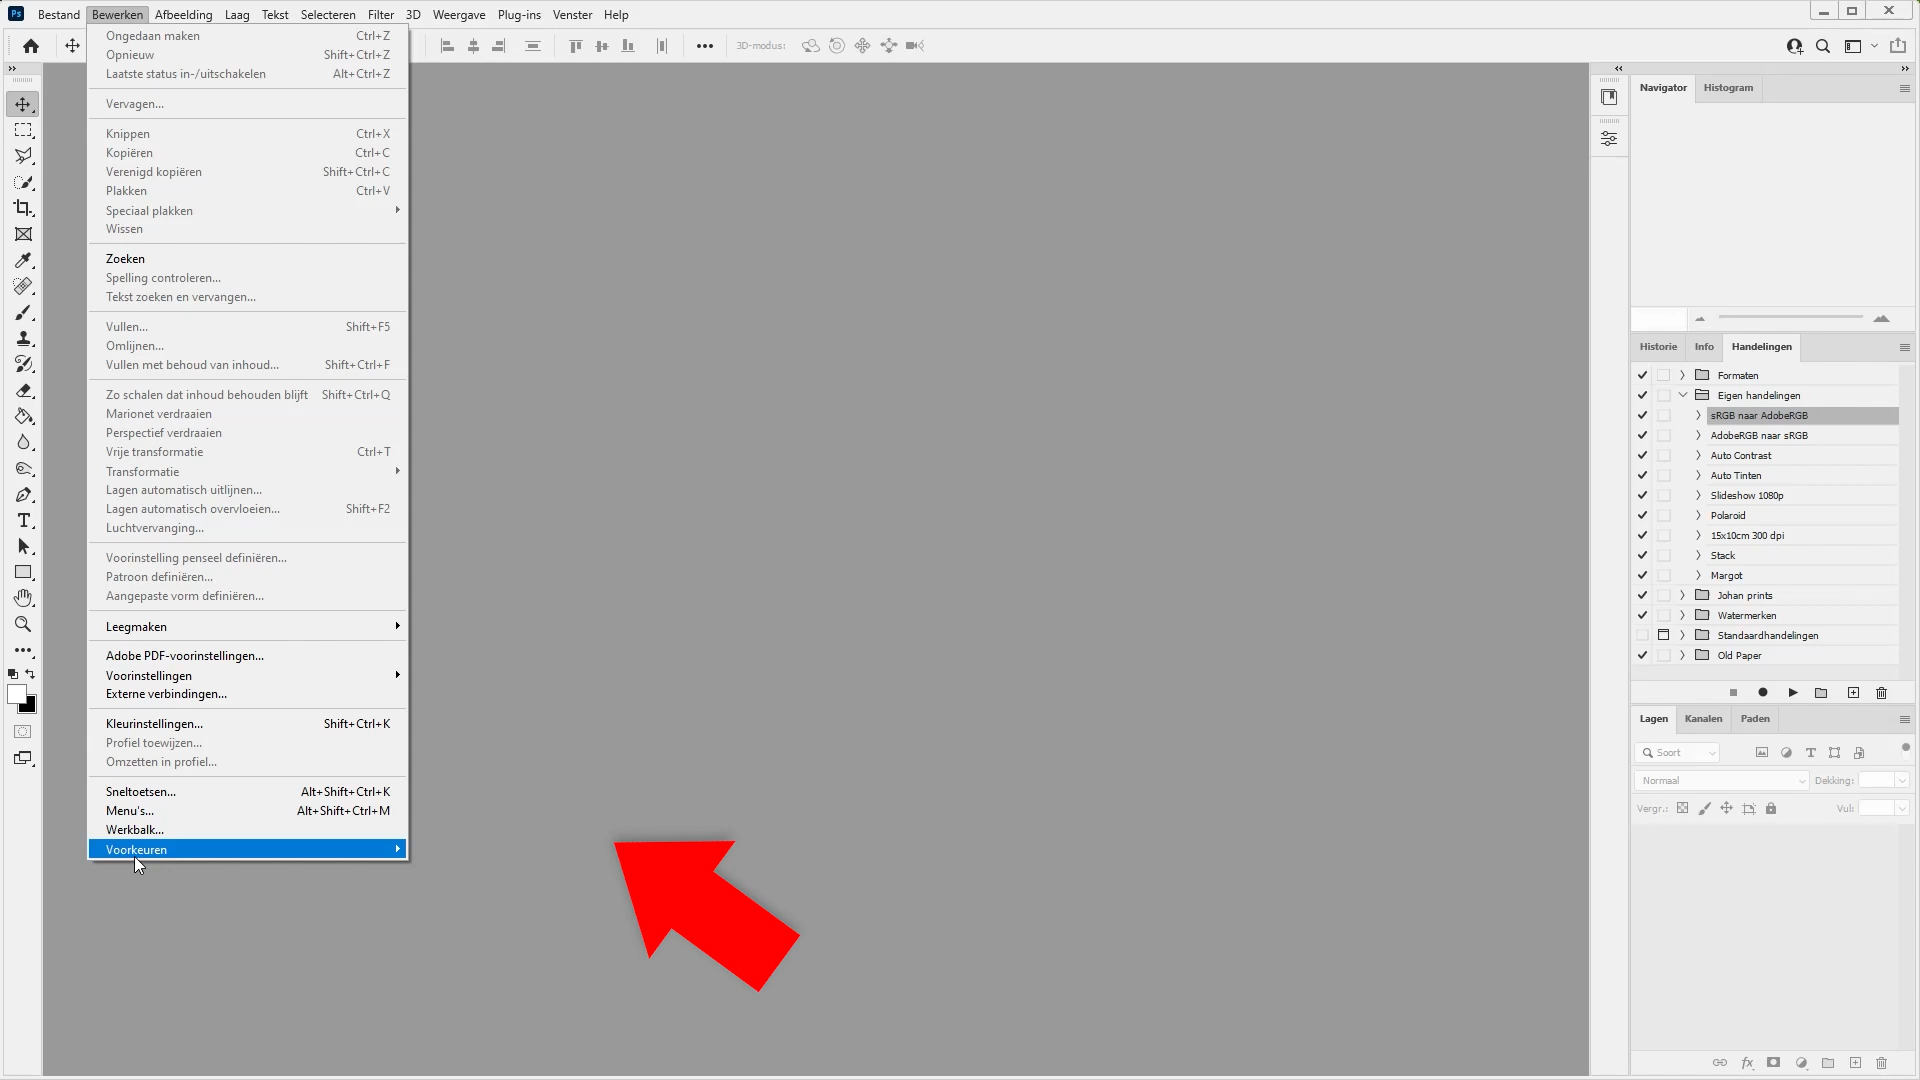 Ps
Bestand Bewerken Afbeelding Laag Tekst Selecteren Filter 3D Weergave Plug-ins Venster Help
3D-modus:
Ongedaan maken Ctrl+Z
Opnieuw Shift+Ctrl+Z
Laatste status in-/uitschakelen Alt+Ctrl+Z
Vervagen...
Knippen Ctrl+X
Kopiëren Ctrl+C
Verenigd kopiëren Shift+Ctrl+C
Plakken Ctrl+V
Speciaal plakken
Wissen
Zoeken
Spelling controleren...
Tekst zoeken en vervangen...
Vullen... Shift+F5
Omlijnen...
Vullen met behoud van inhoud... Shift+Ctrl+F
Zo schalen dat inhoud behouden blijft Shift+Ctrl+Q
Marionet verdraaien
Perspectief verdraaien
Vrije transformatie Ctrl+T
Transformatie
Lagen automatisch uitlijnen...
Lagen automatisch overvloeien... Shift+F2
Luchtvervanging...
Voorinstelling penseel definiëren...
Patroon definiëren...
Aangepaste vorm definiëren...
Leegmaken
Adobe PDF-voorinstellingen...
Voorinstellingen
Externe verbindingen...
Kleurinstellingen... Shift+Ctrl+K
Profiel toewijzen...
Omzetten in profiel...
Sneltoetsen... Alt+Shift+Ctrl+K
Menu's... Alt+Shift+Ctrl+M
Werkbalk...
Voorkeuren
Navigator Histogram
Historie Info Handelingen
Formaten
Eigen handelingen
sRGB naar AdobeRGB
AdobeRGB naar sRGB
Auto Contrast
Auto Tinten
Slideshow 1080p
Polaroid
15x10cm 300 dpi
Stack
Margot
Johan prints
Watermerken
Standaardhandelingen
Old Paper
Lagen Kanalen Paden
Soort
Normaal Dekking:
Vergr.: Vul:
fx